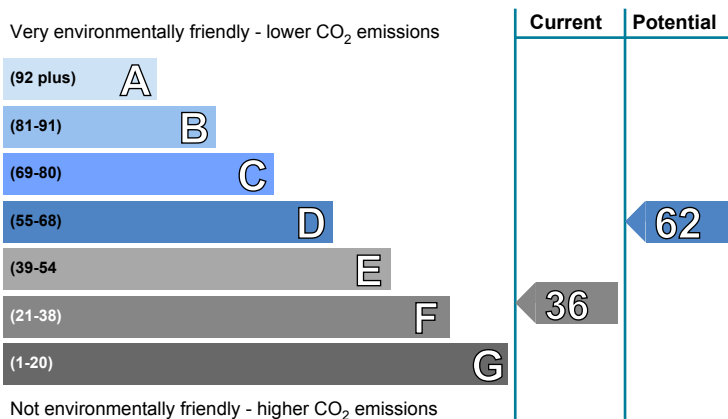 Very environmentally friendly - lower CO₂ emissions
Current Potential
(92 plus) A
(81-91) B
(69-80) C
(55-68) D
62
(39-54 E
(21-38) F
36
(1-20) G
Not environmentally friendly - higher CO₂ emissions